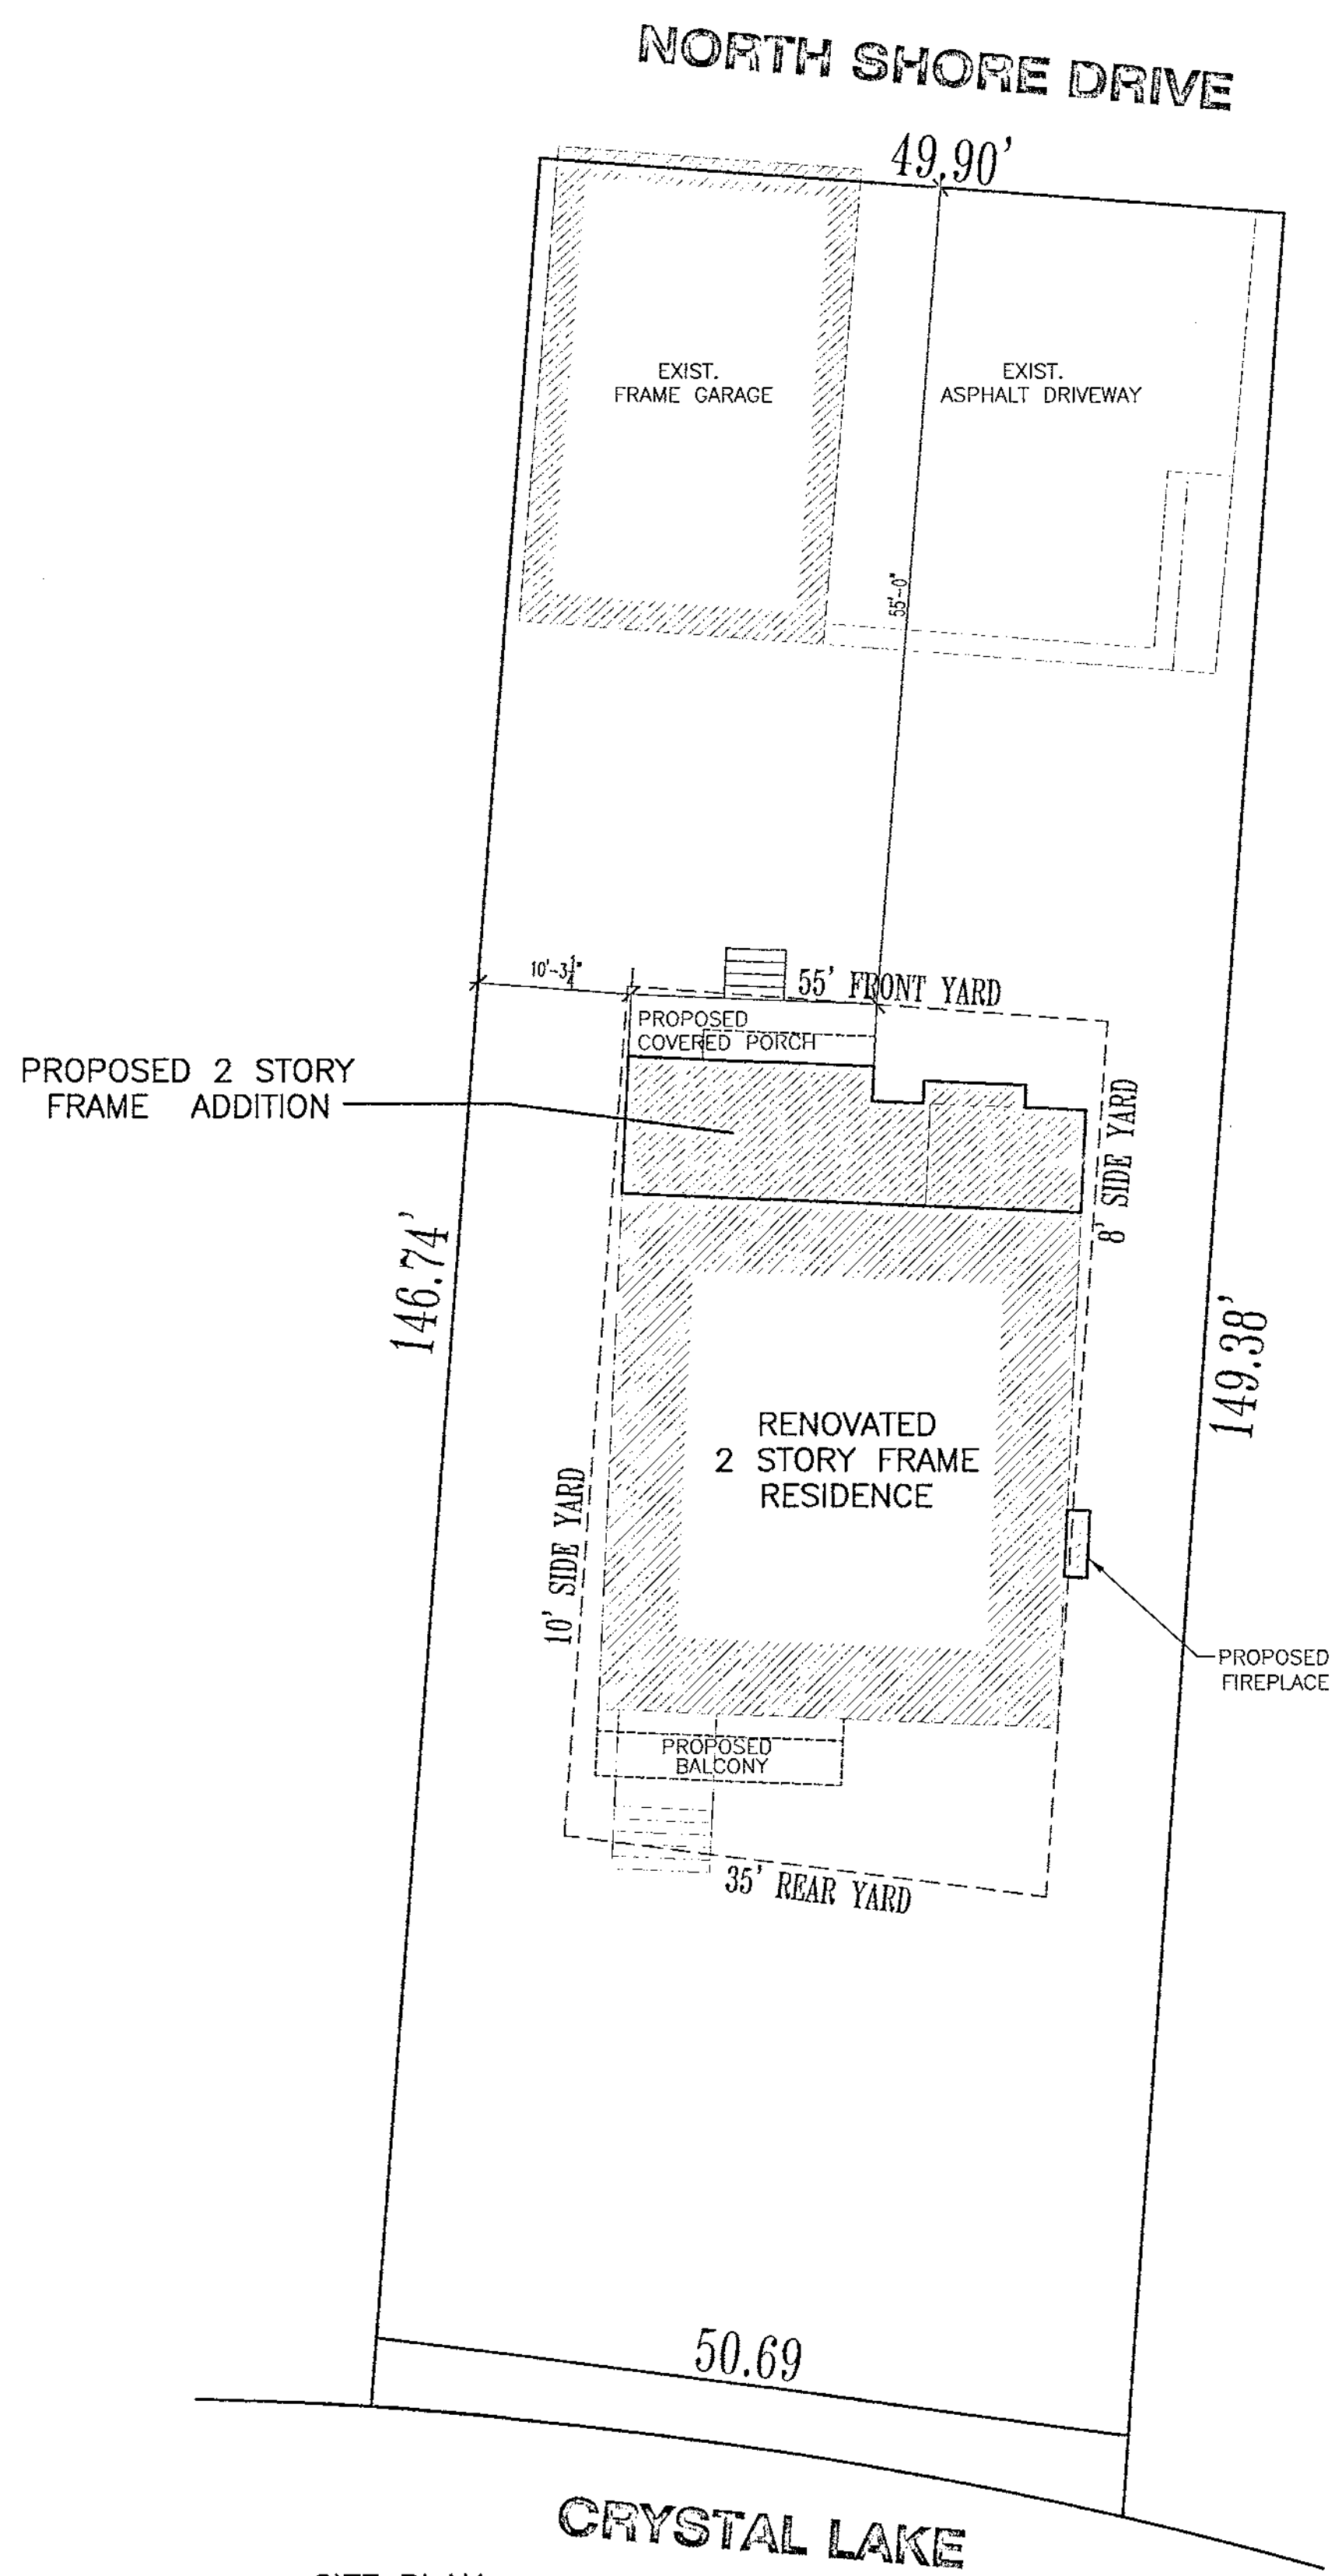 NORTH SHORE DRIVE
49.90'
EXIST.
FRAME GARAGE
EXIST.
ASPHALT DRIVEWAY
55'-0"
10'-3 1/4"
55' FRONT YARD
PROPOSED
COVERED PORCH
PROPOSED 2 STORY
FRAME ADDITION
8' SIDE YARD
146.74'
149.38'
RENOVATED
2 STORY FRAME
RESIDENCE
10' SIDE YARD
PROPOSED
FIREPLACE
PROPOSED
BALCONY
35' REAR YARD
50.69
CRYSTAL LAKE